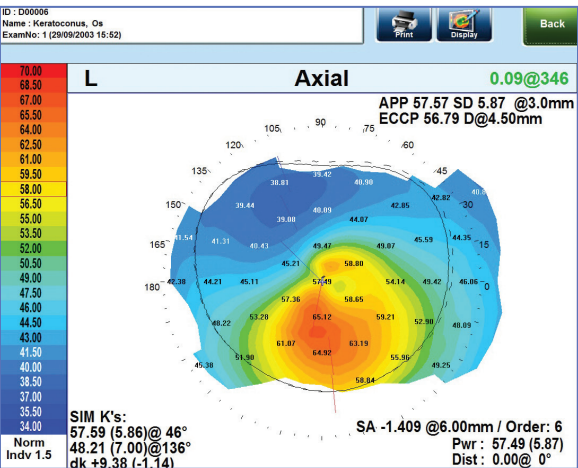 ID : D00006
Name : Keratoconus, Os
ExamNo: 1 (29/09/2003 15:52)
Print
Display
Back
L
Axial
0.09@346
APP 57.57 SD 5.87 @3.0mm
ECCP 56.79 D@4.50mm
70.00
68.50
67.00
65.50
64.00
62.50
61.00
59.50
58.00
56.50
55.00
53.50
52.00
50.50
49.00
47.50
46.00
44.50
43.00
41.50
40.00
38.50
37.00
35.50
34.00
Norm
Indv 1.5
105 90 75
120 60
135 45
150 30
165 15
180 0
39.42
38.81 40.90
39.44 40.09 42.85 42.82
39.08 44.07
41.54 41.31 40.43 49.47 49.87 45.59 44.35
45.21 58.80
42.38 44.21 45.11 57.49 54.14 49.42 46.06
57.36 58.65
48.22 53.28 65.12 59.21 52.90 48.09
61.07 63.19
51.90 64.92 55.96
45.38 49.25
58.84
SIM K's:
57.59 (5.86)@ 46°
48.21 (7.00)@136°
dk +9.38 (-1.14)
SA -1.409 @6.00mm / Order: 6
Pwr : 57.49 (5.87)
Dist : 0.00@ 0°